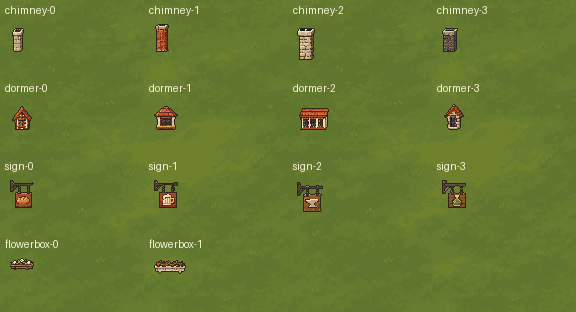 chimney-0 chimney-1 chimney-2 chimney-3
dormer-0 dormer-1 dormer-2 dormer-3
sign-0 sign-1 sign-2 sign-3
flowerbox-0 flowerbox-1